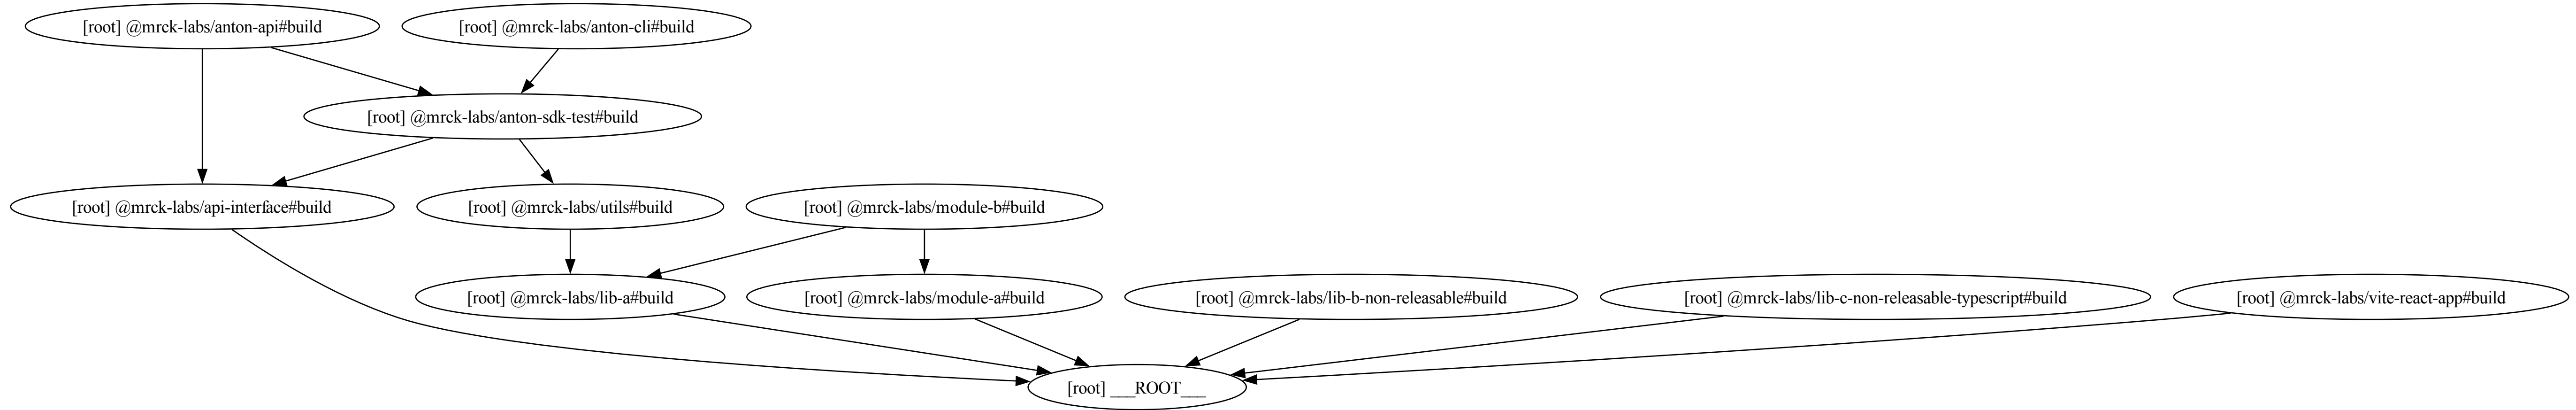 [root] @mrck-labs/anton-api#build
[root] @mrck-labs/anton-cli#build
[root] @mrck-labs/anton-sdk-test#build
[root] @mrck-labs/api-interface#build
[root] @mrck-labs/utils#build
[root] @mrck-labs/module-b#build
[root] @mrck-labs/lib-a#build
[root] @mrck-labs/module-a#build
[root] @mrck-labs/lib-b-non-releasable#build
[root] @mrck-labs/lib-c-non-releasable-typescript#build
[root] @mrck-labs/vite-react-app#build
[root] ___ROOT___